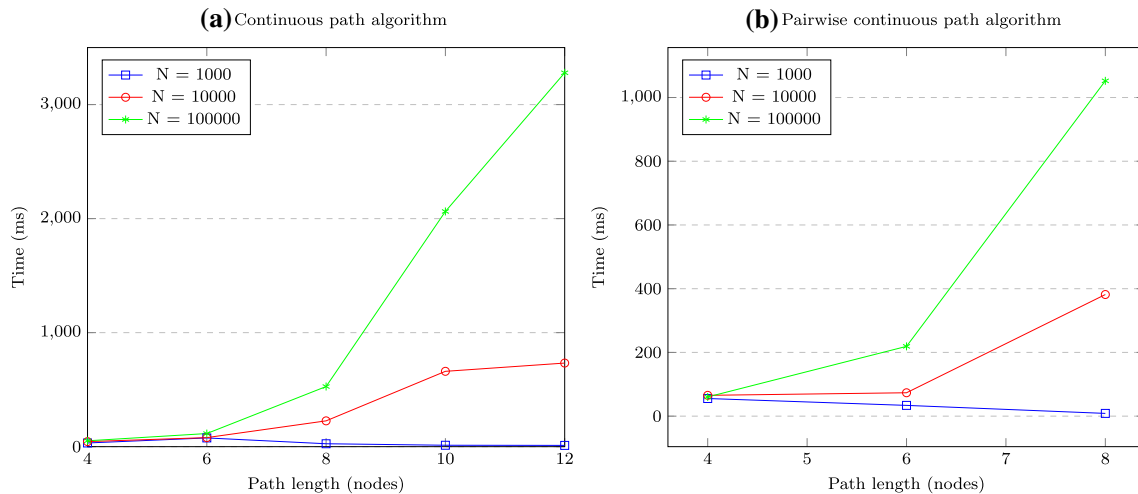 (a) Continuous path algorithm
N = 1000
N = 10000
N = 100000
3,000
2,000
1,000
0
4 6 8 10 12
Time (ms)
Path length (nodes)
(b) Pairwise continuous path algorithm
N = 1000
N = 10000
N = 100000
1,000
800
600
400
200
0
4 5 6 7 8
Time (ms)
Path length (nodes)